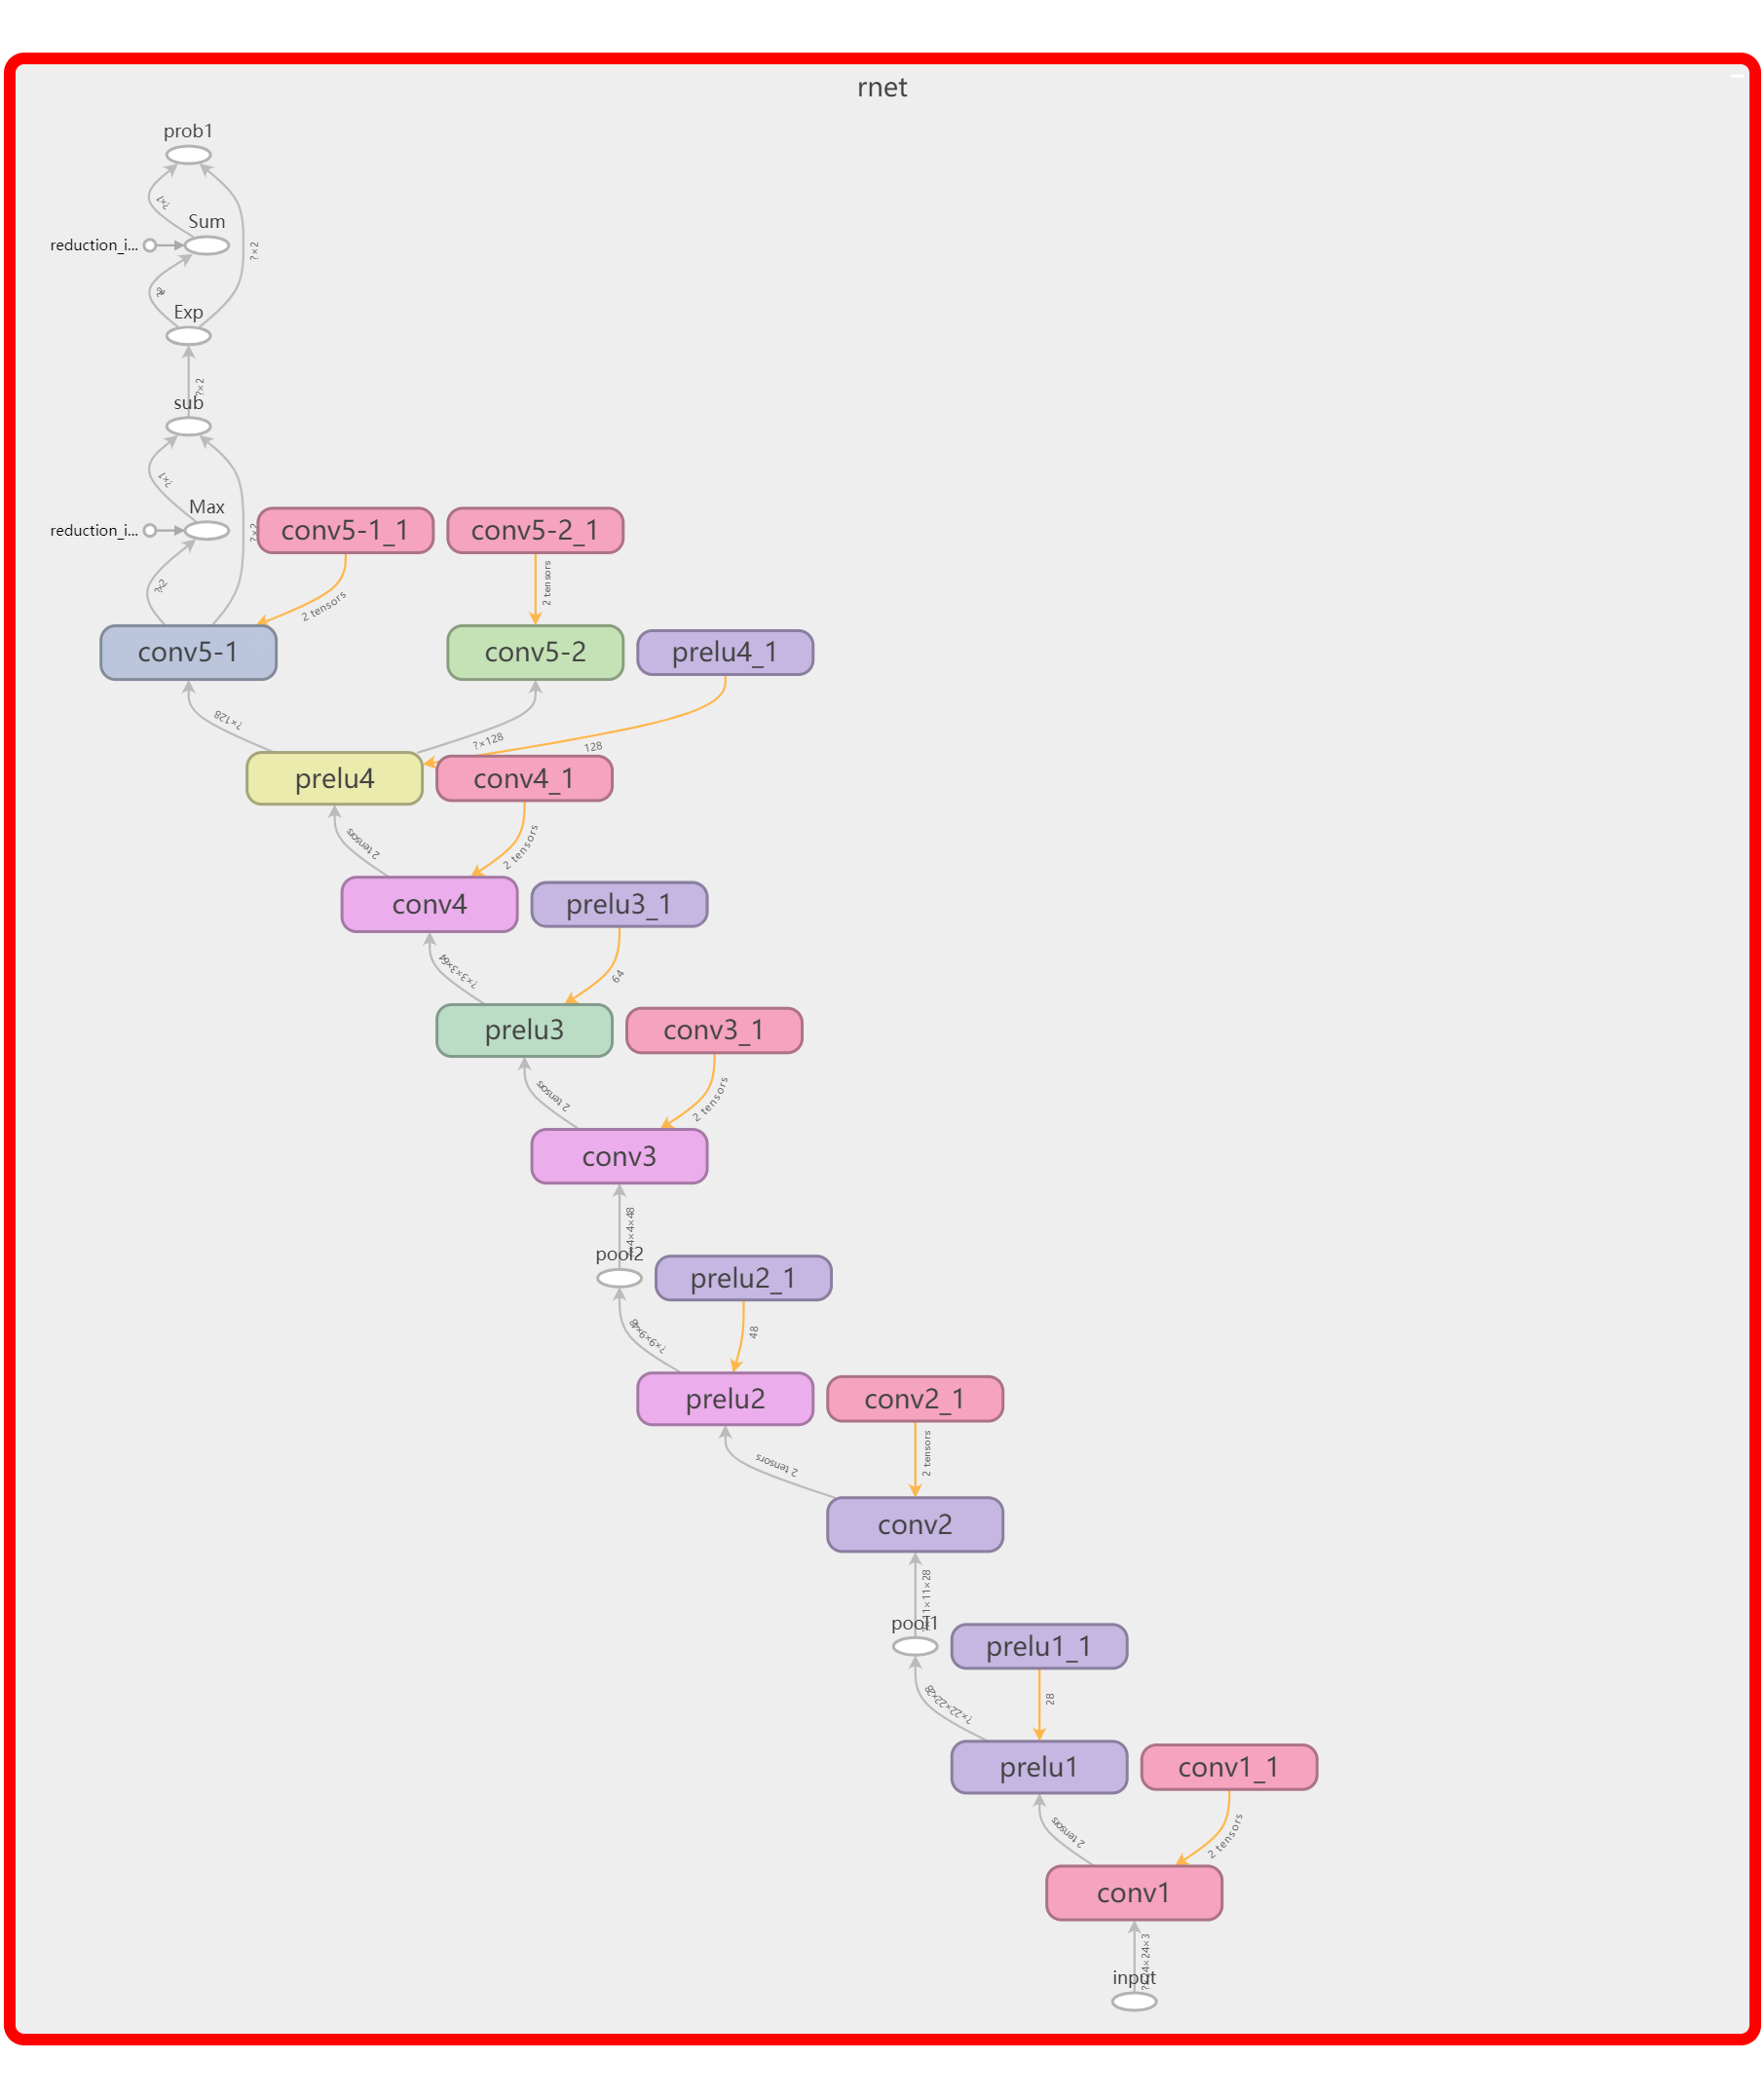 rnet
prob1
?×1
Sum
reduction_i...
?×2
Exp
?×2
sub
?×1
Max
reduction_i...
?×2
conv5-1_1
conv5-2_1
?×2
2 tensors
2 tensors
conv5-1
conv5-2
prelu4_1
?×128
?×128
128
prelu4
conv4_1
2 tensors
2 tensors
conv4
prelu3_1
?×3×3×64
64
prelu3
conv3_1
2 tensors
2 tensors
conv3
?×4×4×48
pool2
prelu2_1
?×9×9×48
48
prelu2
conv2_1
2 tensors
2 tensors
conv2
?×11×11×28
pool1
prelu1_1
?×22×22×28
28
prelu1
conv1_1
2 tensors
2 tensors
conv1
?×24×24×3
input